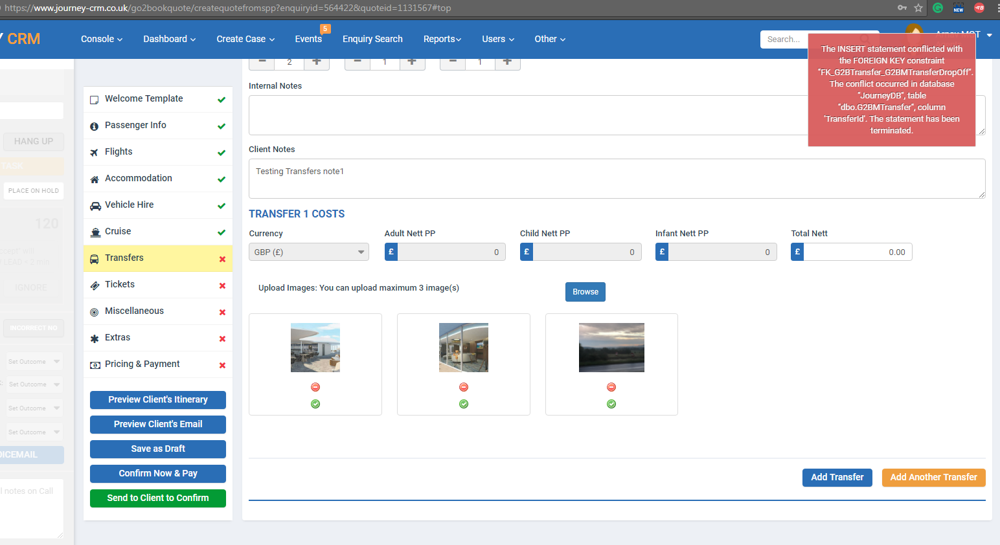 https://www.journey-crm.co.uk/go2bookquote/createquotefromspp?enquiryid=564422&quoteid=1131567#top
NEW
CRM
Console
Dashboard
Create Case
Events
5
Enquiry Search
Reports
Users
Other
Search...
MOT
The INSERT statement conflicted with
the FOREIGN KEY constraint
"FK_G2BTransfer_G2BMTransferDropOff".
The conflict occurred in database
"JourneyDB", table
"dbo.G2BMTransfer", column
'TransferId'. The statement has been
terminated.
HANG UP
TASK
PLACE ON HOLD
120
LEAD = 2 min
IGNORE
INCORRECT NO
Set Outcome
Set Outcome
Set Outcome
Set Outcome
OICEMAIL
l notes on Call
Welcome Template
Passenger Info
Flights
Accommodation
Vehicle Hire
Cruise
Transfers
Tickets
Miscellaneous
Extras
Pricing & Payment
Preview Client's Itinerary
Preview Client's Email
Save as Draft
Confirm Now & Pay
Send to Client to Confirm
− 2 + − 1 + − 1 +
Internal Notes
Client Notes
Testing Transfers note1
TRANSFER 1 COSTS
Currency Adult Nett PP Child Nett PP Infant Nett PP Total Nett
GBP (£) £ 0 £ 0 £ 0 £ 0.00
Upload Images: You can upload maximum 3 image(s)
Browse
Add Transfer
Add Another Transfer